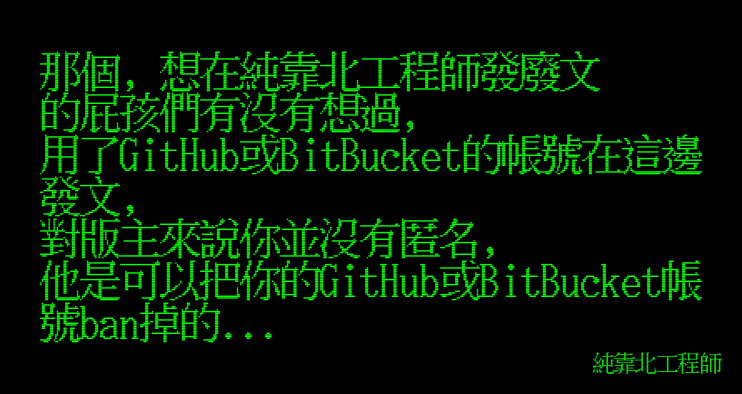 那個, 想在純靠北工程師發廢文
的屁孩們有沒有想過,
用了GitHub或BitBucket的帳號在這邊
發文,
對版主來說你並沒有匿名,
他是可以把你的GitHub或BitBucket帳
號ban掉的...
純靠北工程師